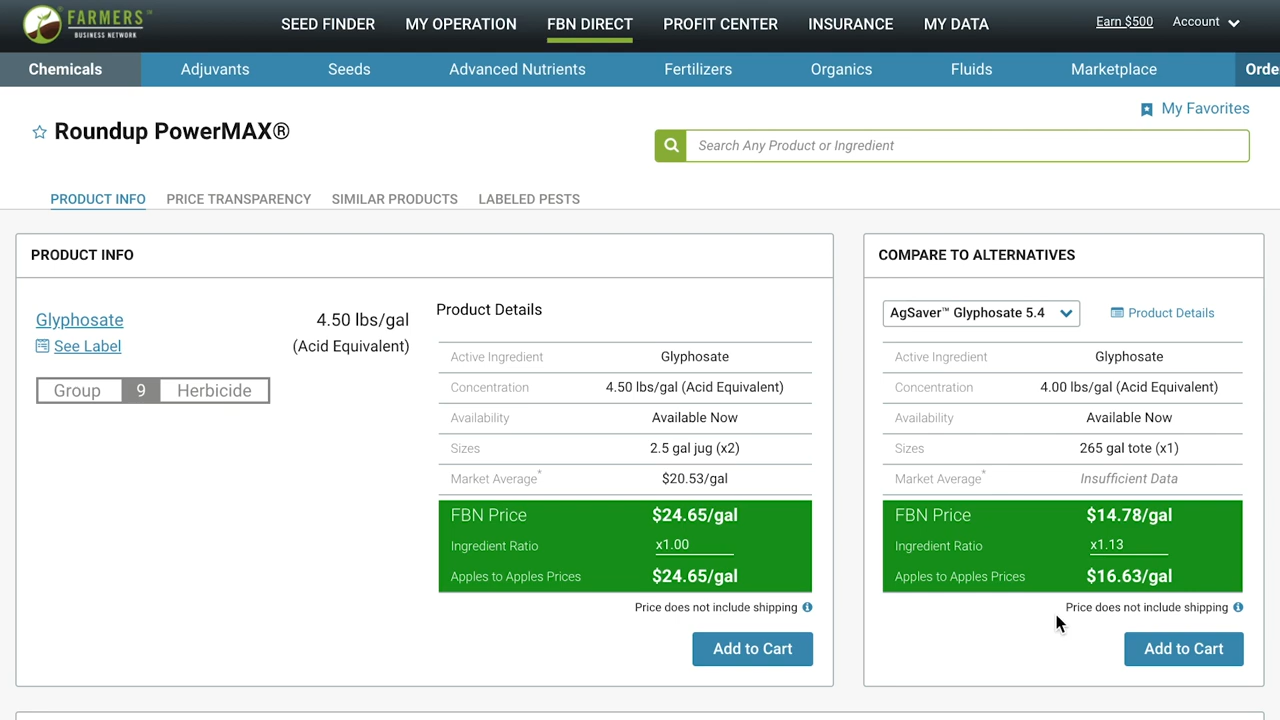 FARMERS
BUSINESS NETWORK
SEED FINDER
MY OPERATION
FBN DIRECT
PROFIT CENTER
INSURANCE
MY DATA
Earn $500
Account
Chemicals
Adjuvants
Seeds
Advanced Nutrients
Fertilizers
Organics
Fluids
Marketplace
Orde
My Favorites
Roundup PowerMAX®
Search Any Product or Ingredient
PRODUCT INFO
PRICE TRANSPARENCY
SIMILAR PRODUCTS
LABELED PESTS
PRODUCT INFO
Glyphosate 4.50 lbs/gal
See Label (Acid Equivalent)
Group 9 Herbicide
Product Details
Active Ingredient Glyphosate
Concentration 4.50 lbs/gal (Acid Equivalent)
Availability Available Now
Sizes 2.5 gal jug (x2)
Market Average* $20.53/gal
FBN Price $24.65/gal
Ingredient Ratio x1.00
Apples to Apples Prices $24.65/gal
Price does not include shipping
Add to Cart
COMPARE TO ALTERNATIVES
AgSaver™ Glyphosate 5.4
Product Details
Active Ingredient Glyphosate
Concentration 4.00 lbs/gal (Acid Equivalent)
Availability Available Now
Sizes 265 gal tote (x1)
Market Average* Insufficient Data
FBN Price $14.78/gal
Ingredient Ratio x1.13
Apples to Apples Prices $16.63/gal
Price does not include shipping
Add to Cart